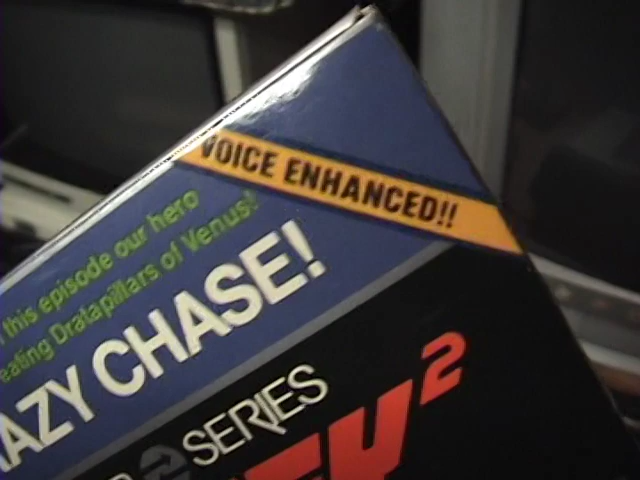 VOICE ENHANCED!!
this episode our hero
eating Dratapillars of Venus!
AZY CHASE!
SERIES